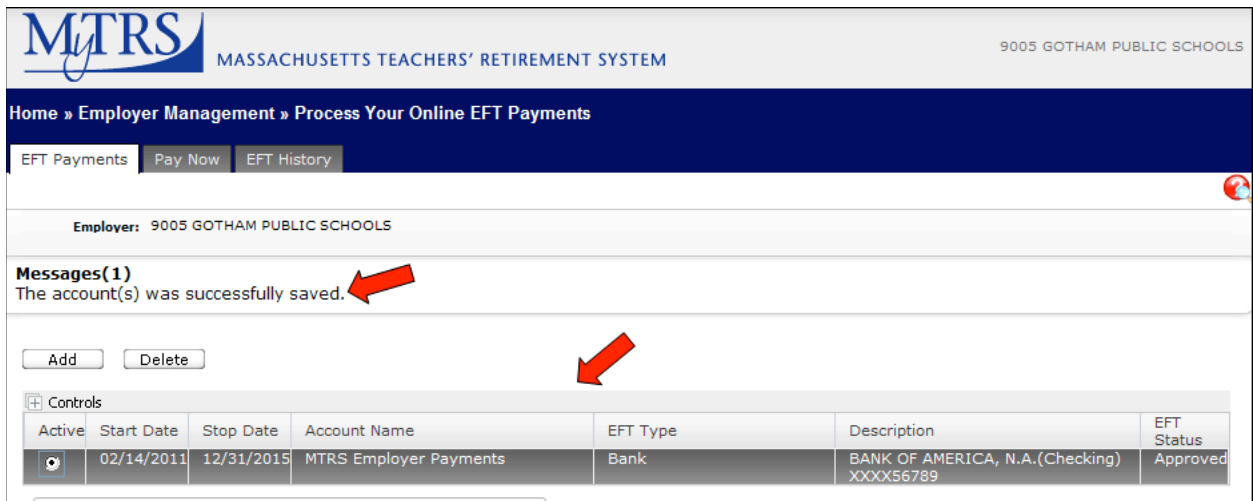 MyTRS
MASSACHUSETTS TEACHERS' RETIREMENT SYSTEM
9005 GOTHAM PUBLIC SCHOOLS
Home » Employer Management » Process Your Online EFT Payments
EFT Payments Pay Now EFT History
?
Employer: 9005 GOTHAM PUBLIC SCHOOLS
Messages(1)
The account(s) was successfully saved.
Add Delete
Controls
Active Start Date Stop Date Account Name EFT Type Description EFT Status
02/14/2011 12/31/2015 MTRS Employer Payments Bank BANK OF AMERICA, N.A.(Checking) Approved
XXXX56789